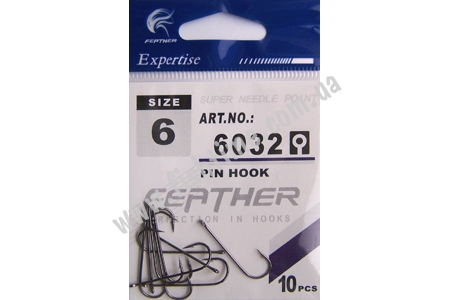 FEATHER
Expertise
SIZE
6
SUPER NEEDLE POINT
ART.NO.:
6032
PIN HOOK
FEATHER
PERFECTION IN HOOKS
10 PCS